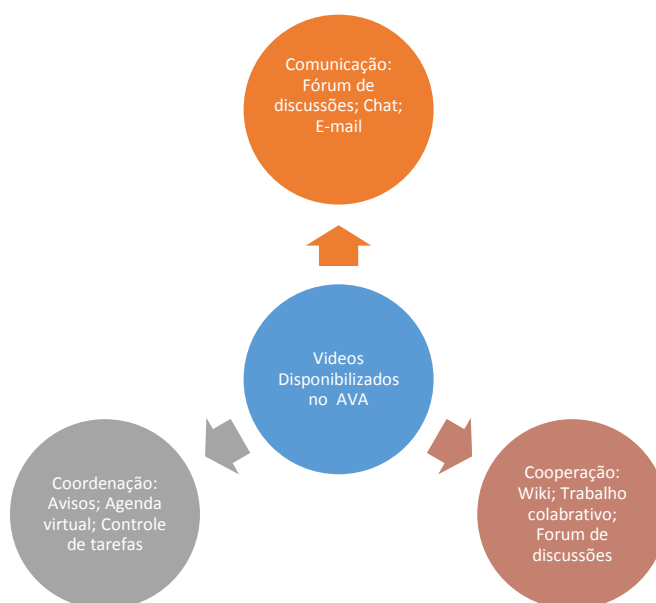 Comunicação:
Fórum de
discussões; Chat;
E-mail
Videos
Disponibilizados
no AVA
Coordenação:
Avisos; Agenda
virtual; Controle
de tarefas
Cooperação:
Wiki; Trabalho
colabrativo;
Forum de
discussões